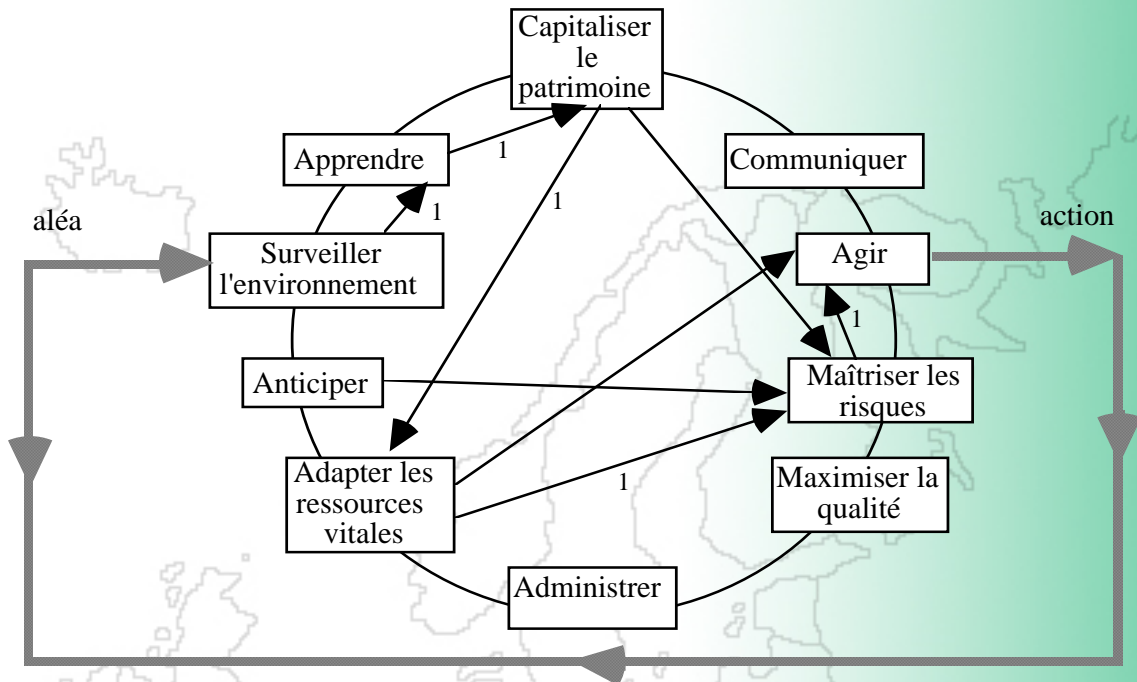 Capitaliser
le
patrimoine
Apprendre
1
Communiquer
1
1
aléa
action
Surveiller
l'environnement
Agir
1
Anticiper
Maîtriser les
risques
Adapter les
ressources
vitales
1
Maximiser la
qualité
Administrer